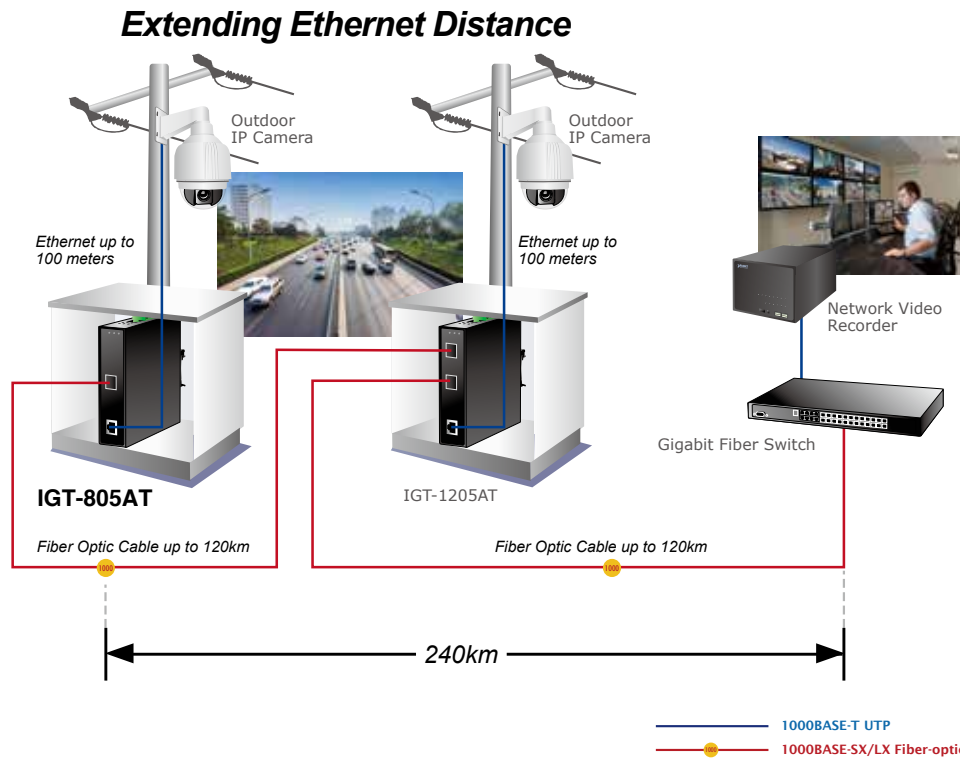 Extending Ethernet Distance
Outdoor
IP Camera
Outdoor
IP Camera
Ethernet up to
100 meters
Ethernet up to
100 meters
Network Video
Recorder
Gigabit Fiber Switch
IGT-805AT
IGT-1205AT
Fiber Optic Cable up to 120km
Fiber Optic Cable up to 120km
1000
1000
240km
1000BASE-T UTP
1000
1000BASE-SX/LX Fiber-optic